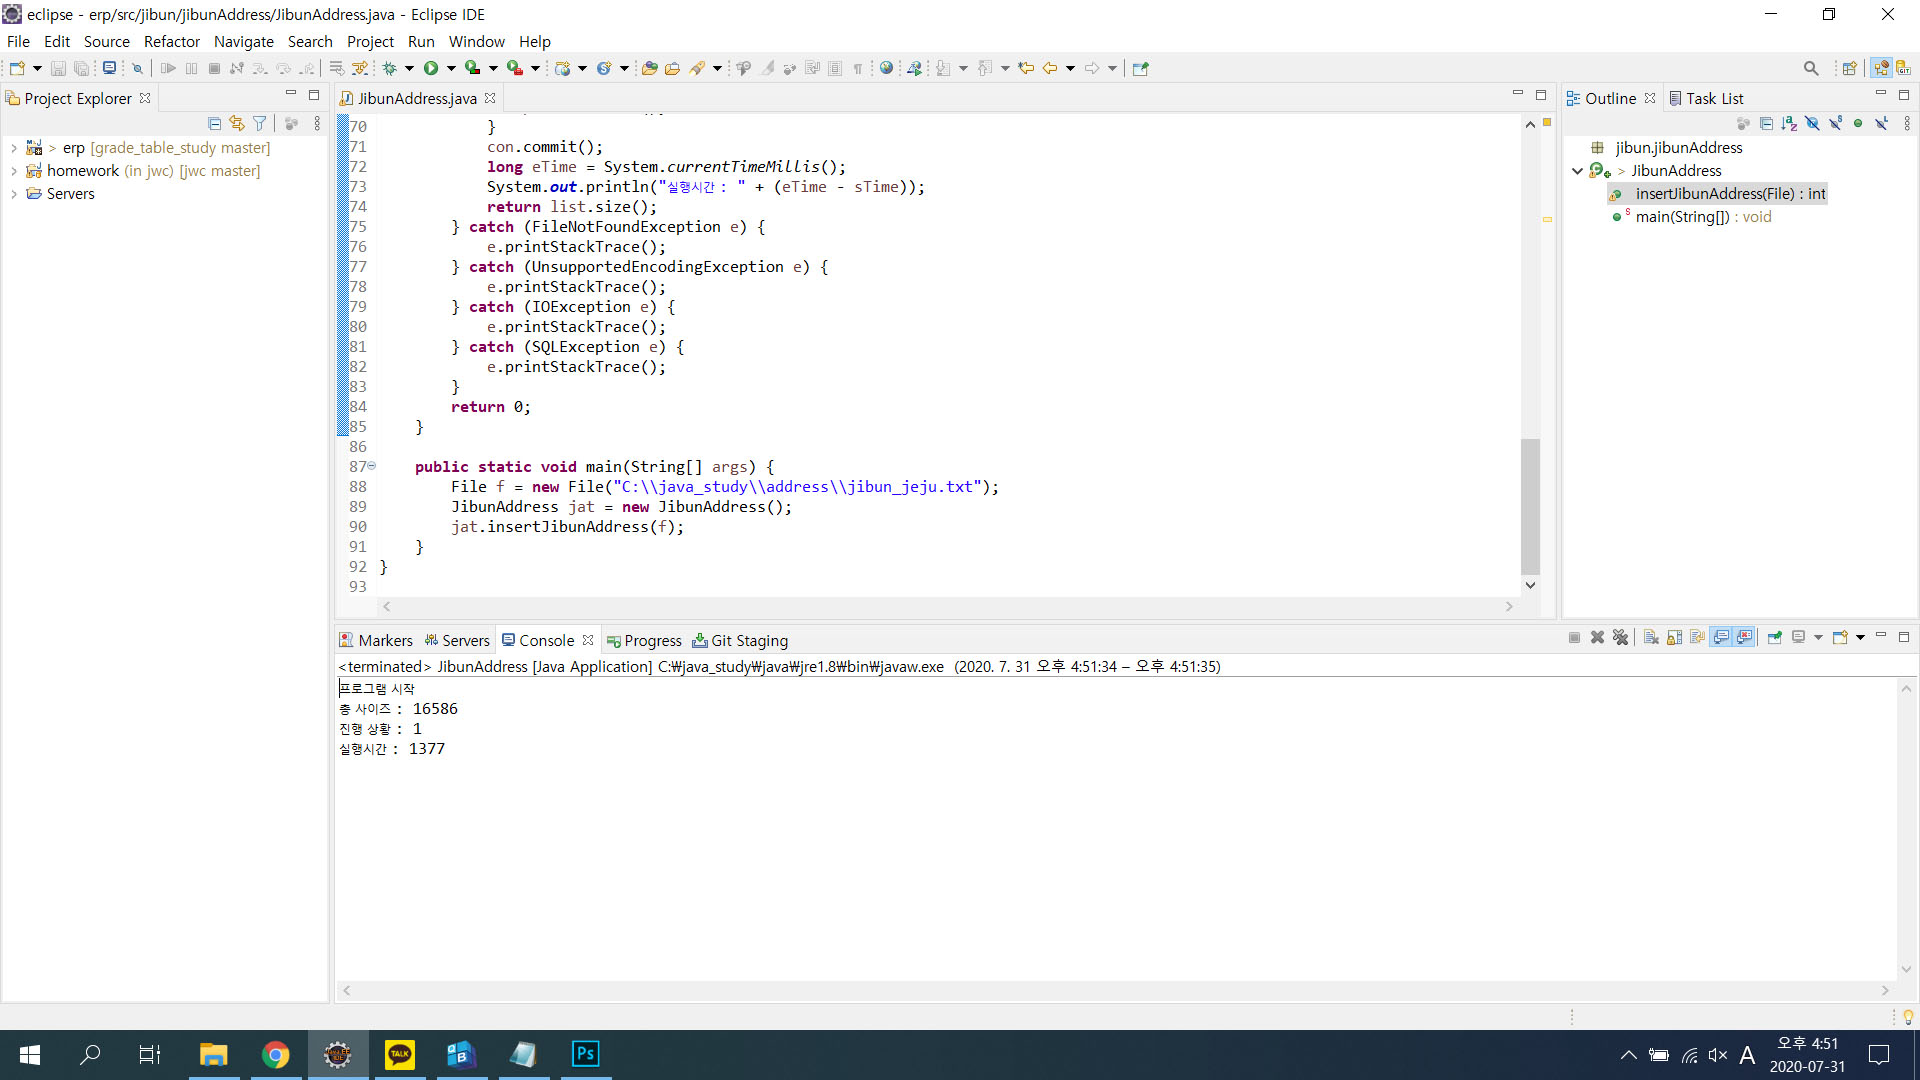 eclipse - erp/src/jibun/jibunAddress/JibunAddress.java - Eclipse IDE
File Edit Source Refactor Navigate Search Project Run Window Help
Project Explorer
erp [grade_table_study master]
homework (in jwc) [jwc master]
Servers
JibunAddress.java
70 }
71 con.commit();
72 long eTime = System.currentTimeMillis();
73 System.out.println("실행시간 : " + (eTime - sTime));
74 return list.size();
75 } catch (FileNotFoundException e) {
76 e.printStackTrace();
77 } catch (UnsupportedEncodingException e) {
78 e.printStackTrace();
79 } catch (IOException e) {
80 e.printStackTrace();
81 } catch (SQLException e) {
82 e.printStackTrace();
83 }
84 return 0;
85 }
86
87 public static void main(String[] args) {
88 File f = new File("C:\\java_study\\address\\jibun_jeju.txt");
89 JibunAddress jat = new JibunAddress();
90 jat.insertJibunAddress(f);
91 }
92 }
93
Outline Task List
jibun.jibunAddress
> JibunAddress
insertJibunAddress(File) : int
main(String[]) : void
Markers Servers Console Progress Git Staging
<terminated> JibunAddress [Java Application] C:₩java_study₩java₩jre1.8₩bin₩javaw.exe (2020. 7. 31 오후 4:51:34 – 오후 4:51:35)
프로그램 시작
총 사이즈 : 16586
진행 상황 : 1
실행시간 : 1377
TALK
B
Ps
A
오후 4:51
2020-07-31